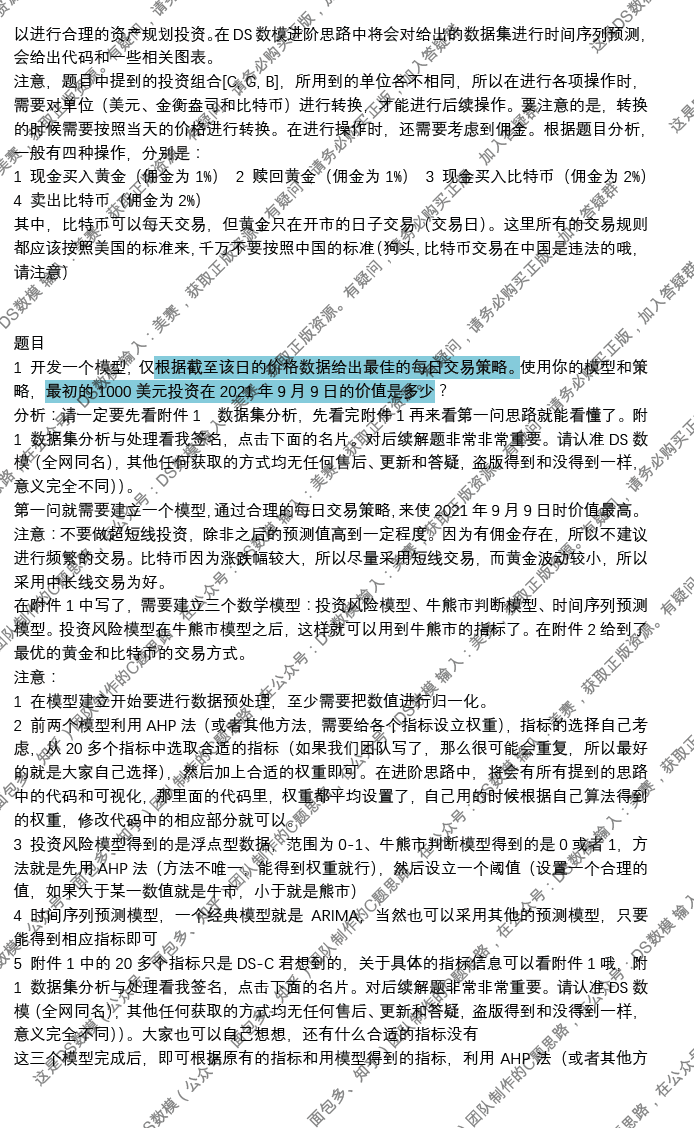 以进行合理的资产规划投资。在 DS 数模进阶思路中将会对给出的数据集进行时间序列预测，
会给出代码和一些相关图表。
注意，题目中提到的投资组合[C, G, B]，所用到的单位各不相同，所以在进行各项操作时，
需要对单位（美元、金衡盎司和比特币）进行转换，才能进行后续操作。要注意的是，转换
的时候需要按照当天的价格进行转换。在进行操作时，还需要考虑到佣金。根据题目分析，
一般有四种操作，分别是：
1 现金买入黄金（佣金为 1%） 2 赎回黄金（佣金为 1%） 3 现金买入比特币（佣金为 2%）
4 卖出比特币（佣金为 2%）
其中，比特币可以每天交易，但黄金只在开市的日子交易（交易日）。这里所有的交易规则
都应该按照美国的标准来，千万不要按照中国的标准（狗头，比特币交易在中国是违法的哦，
请注意）
题目
1 开发一个模型，仅根据截至该日的价格数据给出最佳的每日交易策略。使用你的模型和策
略，最初的 1000 美元投资在 2021 年 9 月 9 日的价值是多少？
分析：请一定要先看附件 1 数据集分析，先看完附件 1 再来看第一问思路就能看懂了。附
1 数据集分析与处理看我签名，点击下面的名片。对后续解题非常非常重要。请认准 DS 数
模（全网同名），其他任何获取的方式均无任何售后、更新和答疑，盗版得到和没得到一样，
意义完全不同））。
第一问就需要建立一个模型，通过合理的每日交易策略，来使 2021 年 9 月 9 日时价值最高。
注意：不要做超短线投资，除非之后的预测值高到一定程度。因为有佣金存在，所以不建议
进行频繁的交易。比特币因为涨跌幅较大，所以尽量采用短线交易，而黄金波动较小，所以
采用中长线交易为好。
在附件 1 中写了，需要建立三个数学模型：投资风险模型、牛熊市判断模型、时间序列预测
模型。投资风险模型在牛熊市模型之后，这样就可以用到牛熊市的指标了。在附件 2 给到了
最优的黄金和比特币的交易方式。
注意：
1 在模型建立开始要进行数据预处理，至少需要把数值进行归一化。
2 前两个模型利用 AHP 法（或者其他方法，需要给各个指标设立权重），指标的选择自己考
虑，从 20 多个指标中选取合适的指标（如果我们团队写了，那么很可能会重复，所以最好
的就是大家自己选择），然后加上合适的权重即可。在进阶思路中，将会有所有提到的思路
中的代码和可视化，那里面的代码里，权重都平均设置了，自己用的时候根据自己算法得到
的权重，修改代码中的相应部分就可以。
3 投资风险模型得到的是浮点型数据，范围为 0-1、牛熊市判断模型得到的是 0 或者 1，方
法就是先用 AHP 法（方法不唯一，能得到权重就行），然后设立一个阈值（设置一个合理的
值，如果大于某一数值就是牛市，小于就是熊市）
4 时间序列预测模型，一个经典模型就是 ARIMA，当然也可以采用其他的预测模型，只要
能得到相应指标即可
5 附件 1 中的 20 多个指标只是 DS-C 君想到的，关于具体的指标信息可以看附件 1 哦，附
1 数据集分析与处理看我签名，点击下面的名片。对后续解题非常非常重要。请认准 DS 数
模（全网同名），其他任何获取的方式均无任何售后、更新和答疑，盗版得到和没得到一样，
意义完全不同））。大家也可以自己想想，还有什么合适的指标没有
这三个模型完成后，即可根据原有的指标和用模型得到的指标，利用 AHP 法（或者其他方